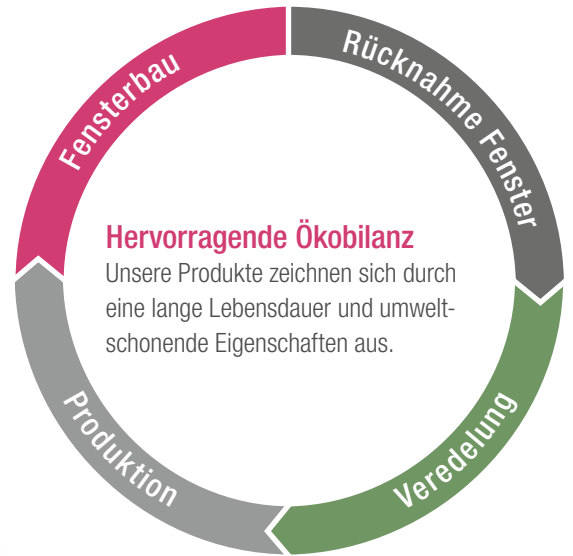 Fensterbau
Rücknahme Fenster
Hervorragende Ökobilanz
Unsere Produkte zeichnen sich durch
eine lange Lebensdauer und umwelt-
schonende Eigenschaften aus.
Produktion
Veredelung